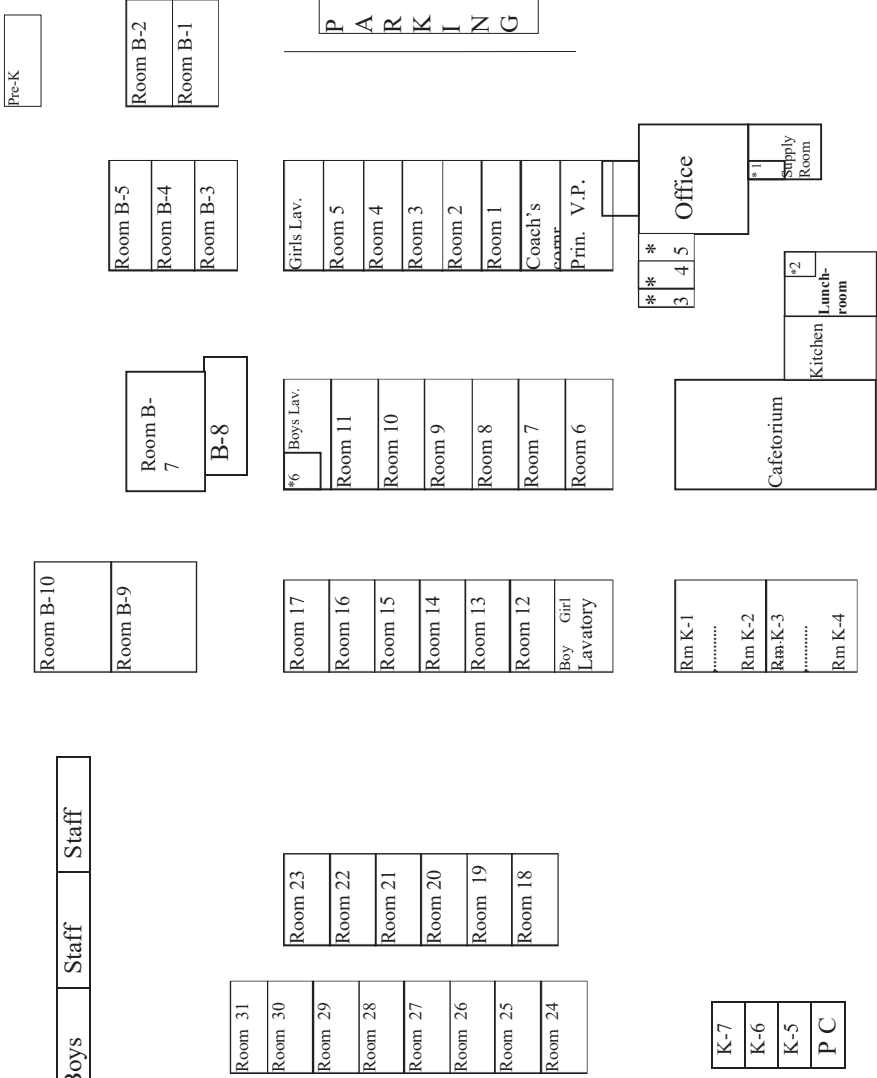 Pre-K
Room B-2
Room B-1
PARKING
Room B-5
Room B-4
Room B-3
Girls Lav.
Room 5
Room 4
Room 3
Room 2
Room 1
Coach's
Prin. V.P.
Office
* 1
Supply
Room
* * *
3 4 5
*2
Lunch-
room
Kitchen
Cafetorium
Room B-
7
B-8
*6 Boys Lav.
Room 11
Room 10
Room 9
Room 8
Room 7
Room 6
Room B-10
Room B-9
Room 17
Room 16
Room 15
Room 14
Room 13
Room 12
Boy Girl
Lavatory
Rm K-1
...........
Rm K-2
Rm K-3
...........
Rm K-4
Staff
Staff
Boys
Room 23
Room 22
Room 21
Room 20
Room 19
Room 18
Room 31
Room 30
Room 29
Room 28
Room 27
Room 26
Room 25
Room 24
K-7
K-6
K-5
P C